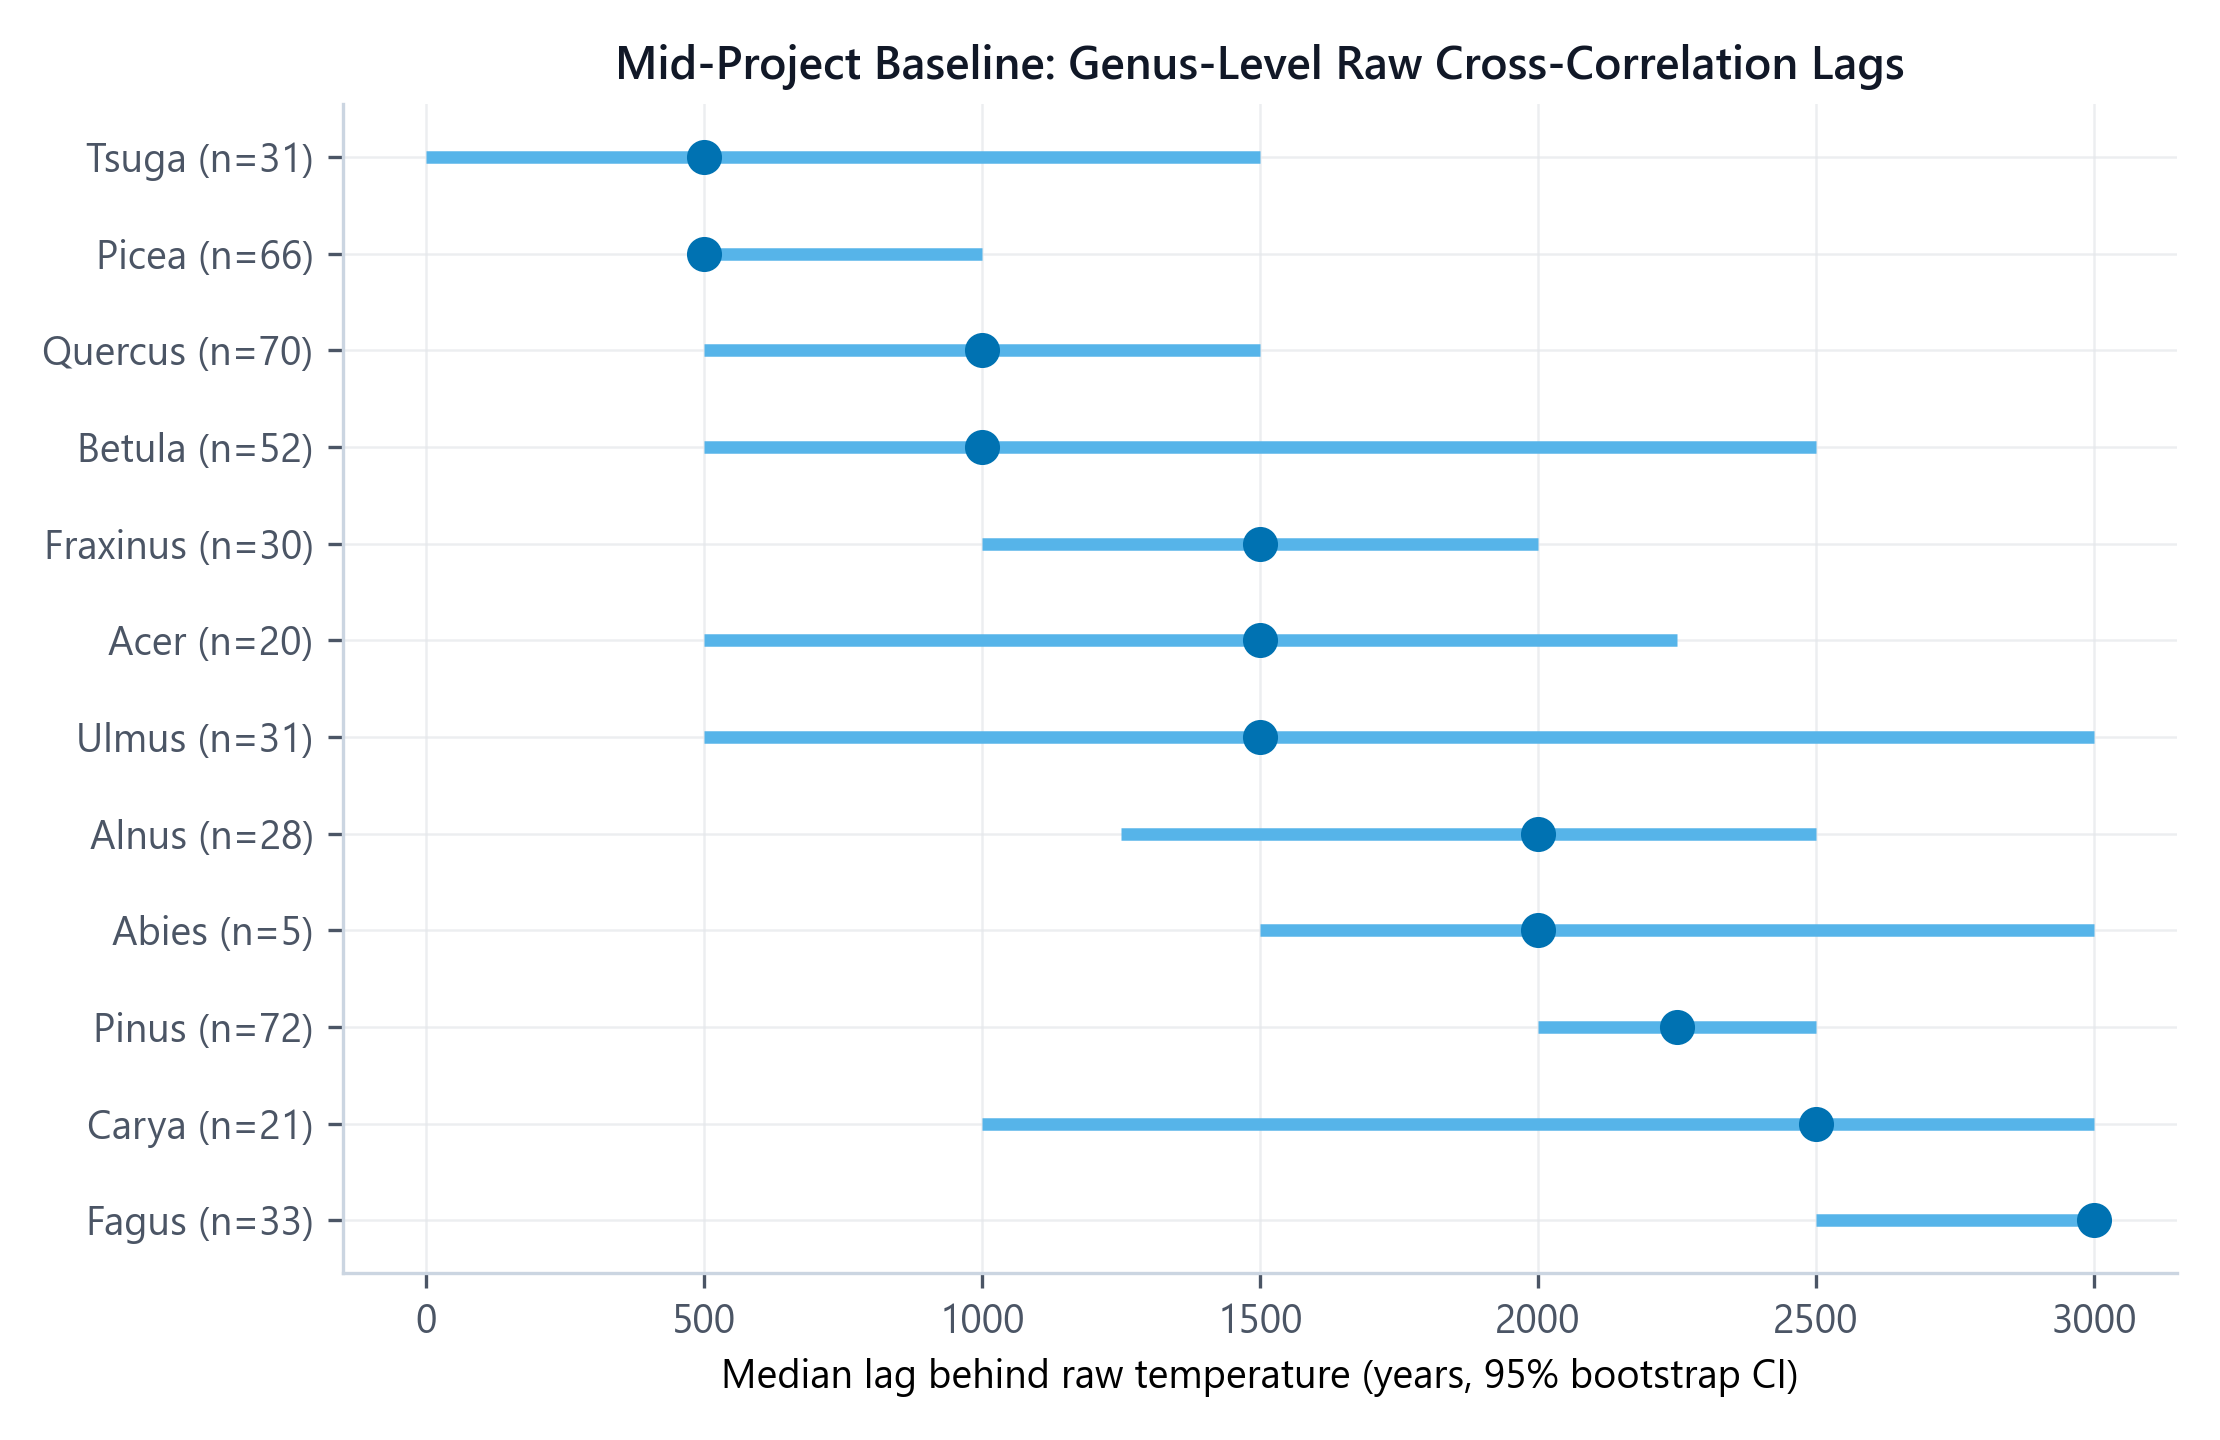 Mid-Project Baseline: Genus-Level Raw Cross-Correlation Lags
Tsuga (n=31)
Picea (n=66)
Quercus (n=70)
Betula (n=52)
Fraxinus (n=30)
Acer (n=20)
Ulmus (n=31)
Alnus (n=28)
Abies (n=5)
Pinus (n=72)
Carya (n=21)
Fagus (n=33)
0 500 1000 1500 2000 2500 3000
Median lag behind raw temperature (years, 95% bootstrap CI)